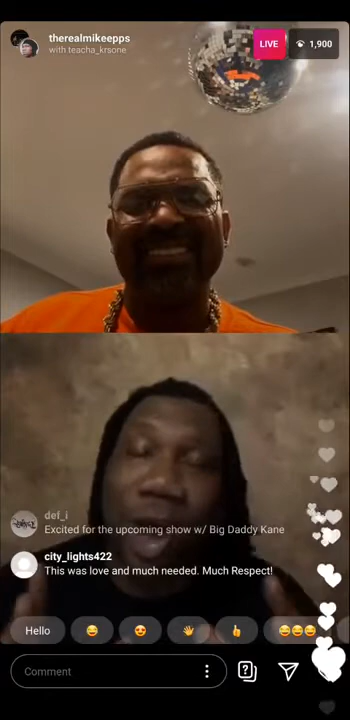 therealmikeepps
with teacha_krsone
LIVE
1,900
def_i
Excited for the upcoming show w/ Big Daddy Kane
city_lights422
This was love and much needed. Much Respect!
Hello
Comment